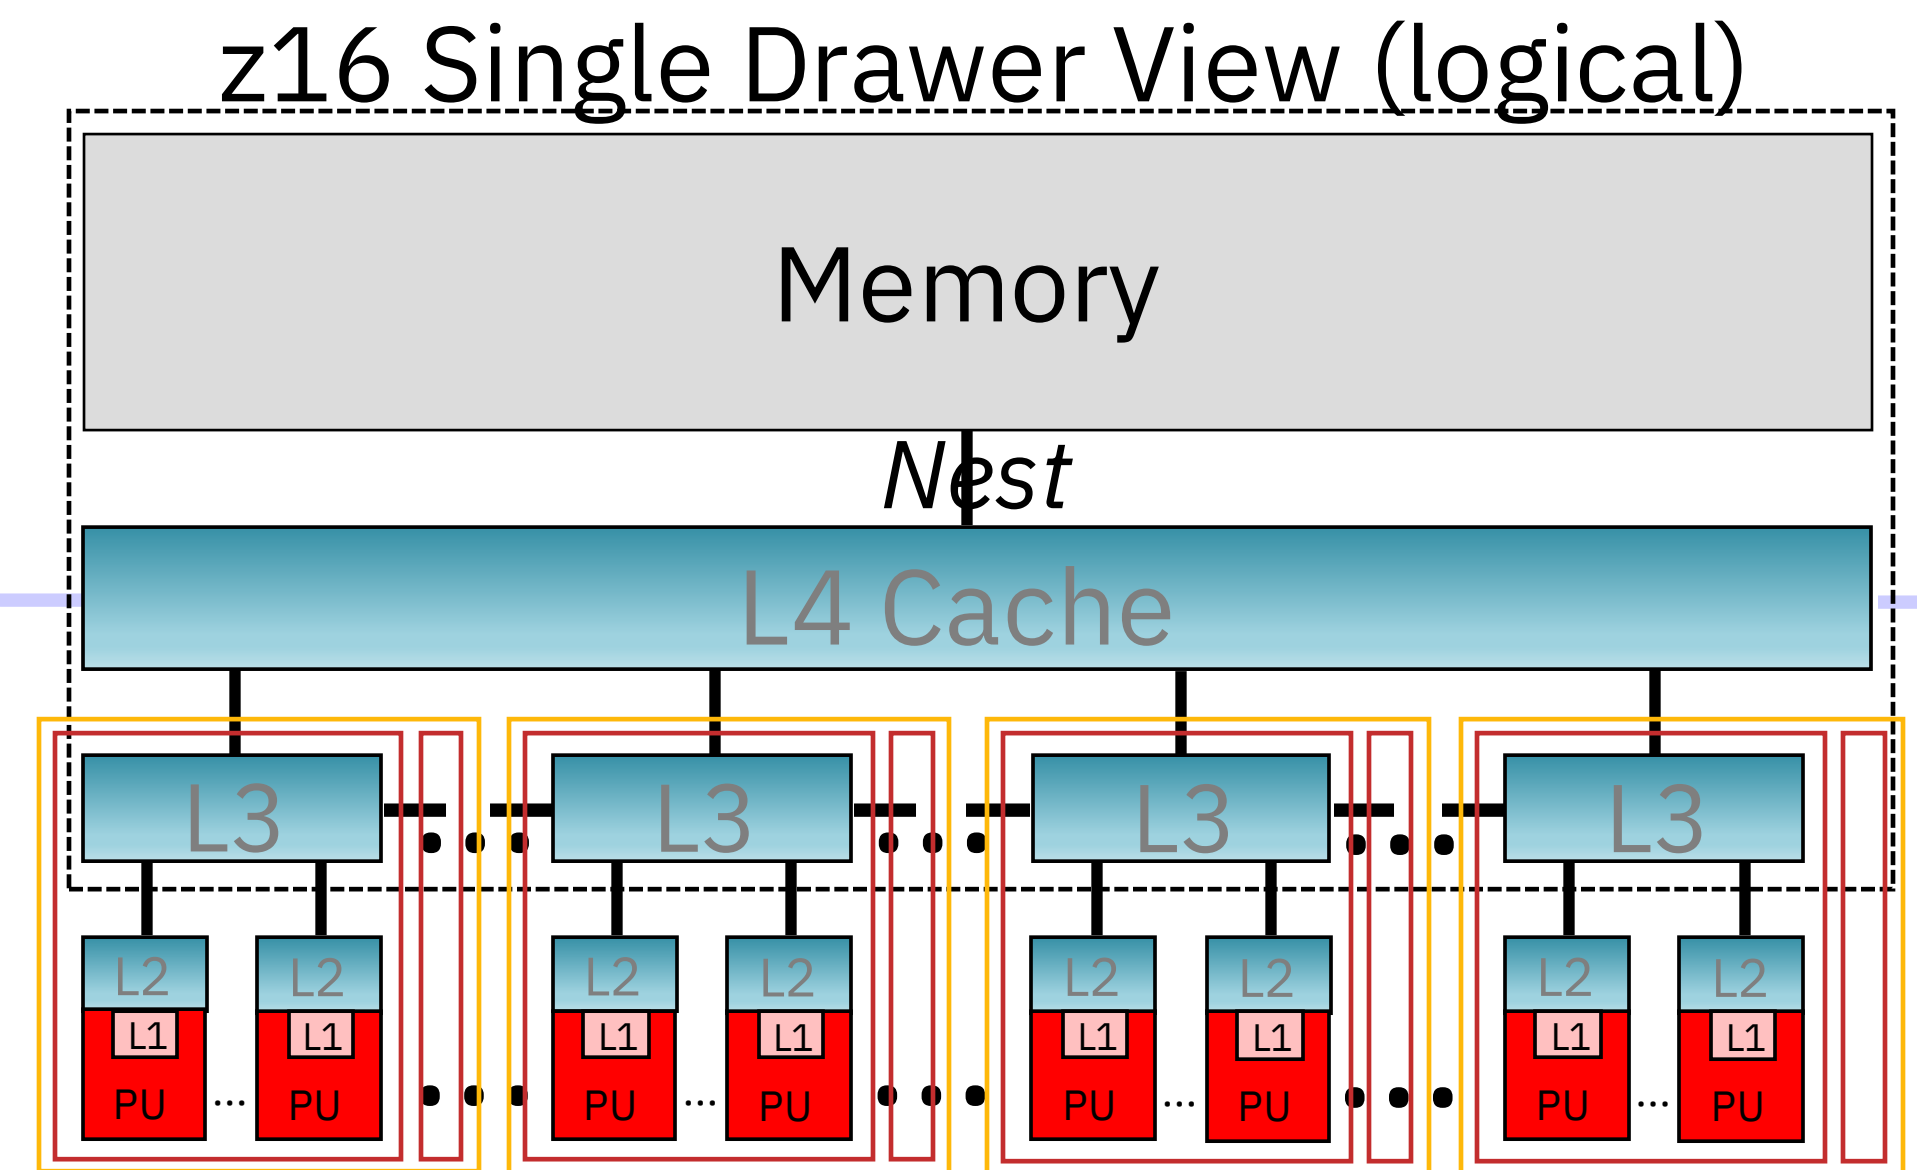 z16 Single Drawer View (logical)
Memory
Nest
L4 Cache
L3 L3 L3 L3
L2 L2 L2 L2 L2 L2 L2 L2
L1 L1 L1 L1 L1 L1 L1 L1
PU ... PU PU ... PU PU ... PU PU ... PU